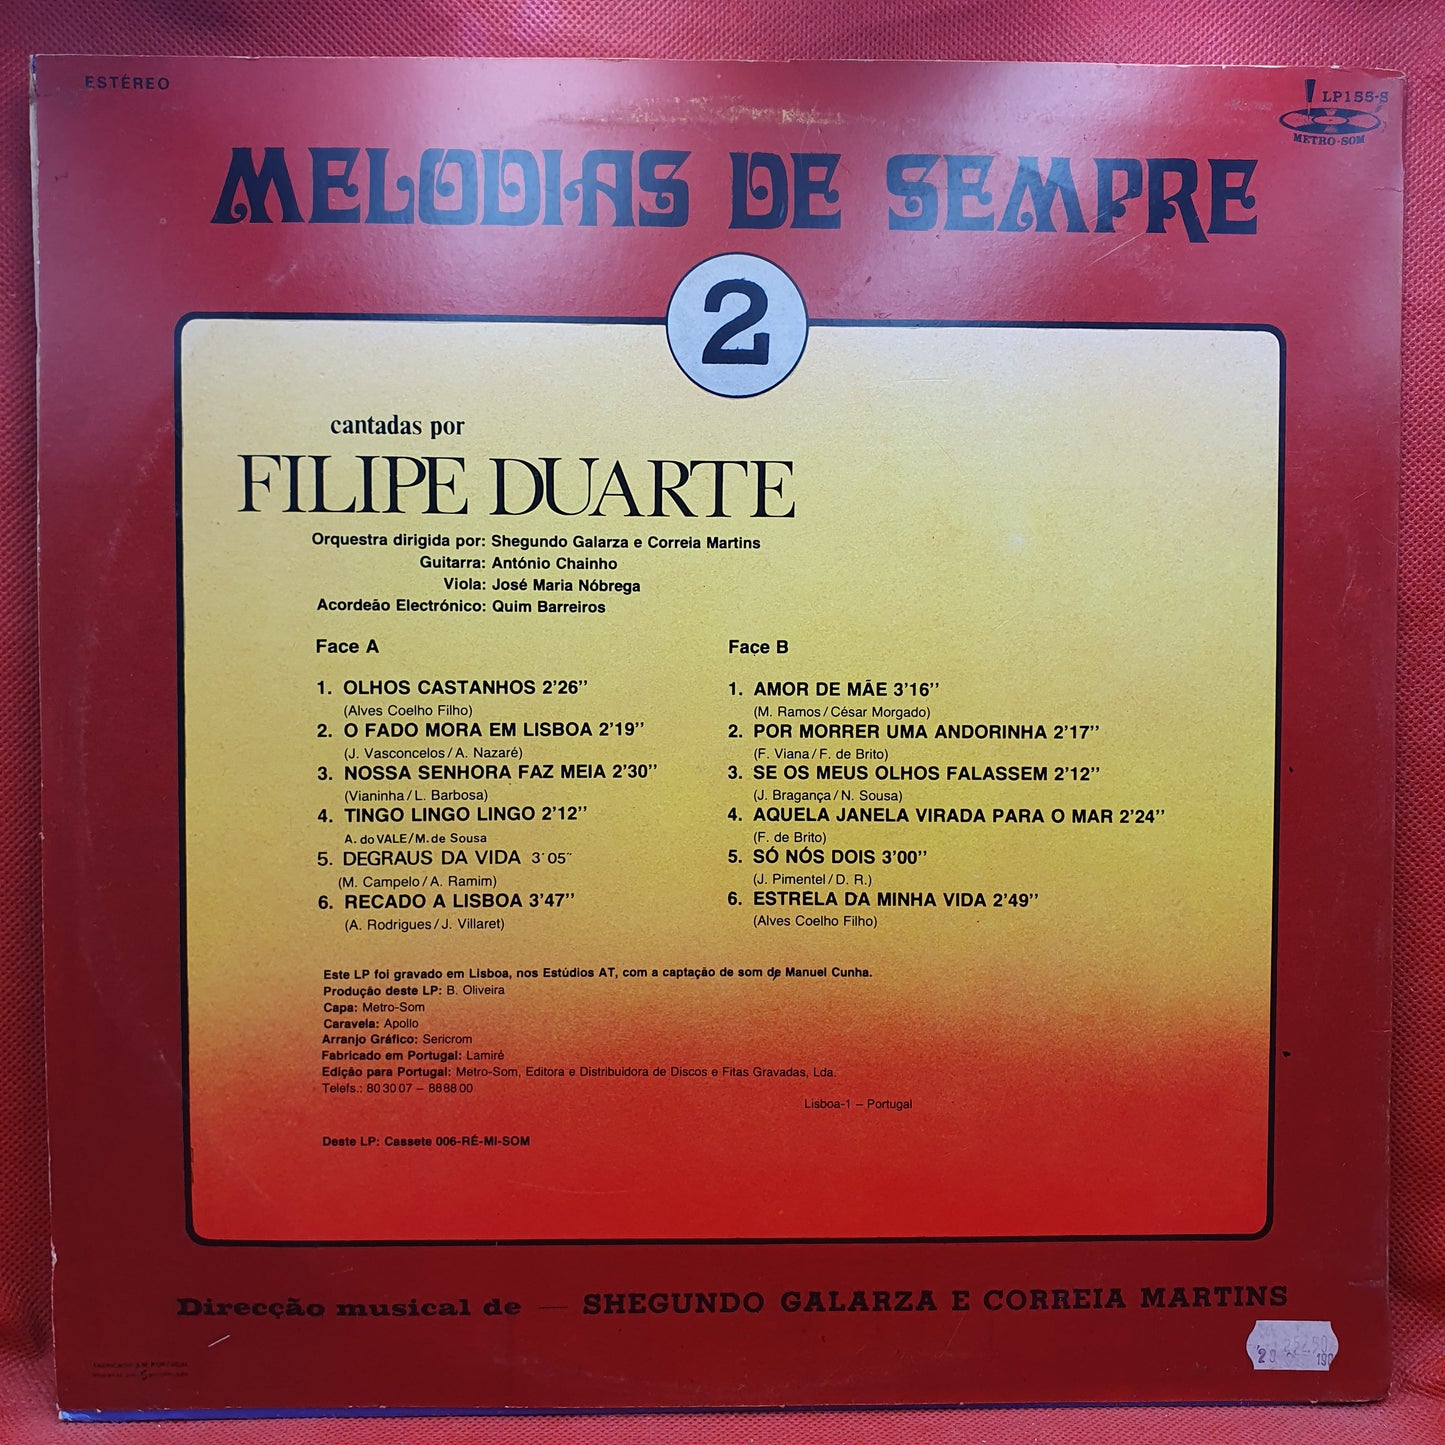 ESTÉREO
LP155-S
METRO-SOM
MELODIAS DE SEMPRE
2
cantadas por
FILIPE DUARTE
Orquestra dirigida por: Shegundo Galarza e Correia Martins
Guitarra: António Chainho
Viola: José Maria Nóbrega
Acordeão Electrónico: Quim Barreiros
Face A
1. OLHOS CASTANHOS 2'26''
(Alves Coelho Filho)
2. O FADO MORA EM LISBOA 2'19''
(J. Vasconcelos/A. Nazaré)
3. NOSSA SENHORA FAZ MEIA 2'30''
(Vianinha/L. Barbosa)
4. TINGO LINGO LINGO 2'12''
A. do VALE/M. de Sousa
5. DEGRAUS DA VIDA 3'05''
(M. Campelo/A. Ramim)
6. RECADO A LISBOA 3'47''
(A. Rodrigues/J. Villaret)
Face B
1. AMOR DE MÃE 3'16''
(M. Ramos/César Morgado)
2. POR MORRER UMA ANDORINHA 2'17''
(F. Viana/F. de Brito)
3. SE OS MEUS OLHOS FALASSEM 2'12''
(J. Bragança/N. Sousa)
4. AQUELA JANELA VIRADA PARA O MAR 2'24''
(F. de Brito)
5. SÓ NÓS DOIS 3'00''
(J. Pimentel/D. R.)
6. ESTRELA DA MINHA VIDA 2'49''
(Alves Coelho Filho)
Este LP foi gravado em Lisboa, nos Estúdios AT, com a captação de som de Manuel Cunha.
Produção deste LP: B. Oliveira
Capa: Metro-Som
Caravela: Apollo
Arranjo Gráfico: Sericrom
Fabricado em Portugal: Lamiré
Edição para Portugal: Metro-Som, Editora e Distribuidora de Discos e Fitas Gravadas, Lda.
Telefs.: 80 30 07 – 88 88 00
Lisboa-1 – Portugal
Deste LP: Cassete 006-RÉ-MI-SOM
Direcção musical de — SHEGUNDO GALARZA E CORREIA MARTINS
FABRICADO EM PORTUGAL